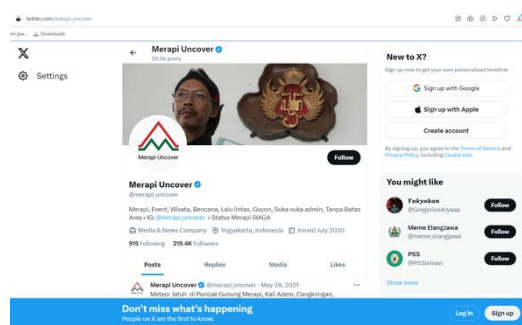 twitter.com/merapi_uncover
Downloads
X
Settings
Merapi Uncover
29.5K posts
Merapi Uncover
Follow
Merapi Uncover
@merapi_uncover
Merapi, Event, Wisata, Bencana, Lalu lintas, Guyon, Suka suka admin, Tanpa Batas
Area • IG: @merapi_uncover • Status Merapi SIAGA
Media & News Company Yogyakarta, Indonesia Joined July 2020
915 Following 219.4K Followers
Posts Replies Media Likes
Merapi Uncover @merapi_uncover · May 28, 2021
Meteor Jatuh di Puncak Gunung Merapi, Kali Adem, Cangkringan,
New to X?
Sign up now to get your own personalized timeline!
Sign up with Google
Sign up with Apple
Create account
By signing up, you agree to the Terms of Service and
Privacy Policy, including Cookie Use.
You might like
@GregoriusAryaaa
Follow
Meme Elangjawa
@meme_elangjawa
Follow
PSS
@PSSleman
Follow
Show more
Don't miss what's happening
People on X are the first to know.
Log in
Sign up